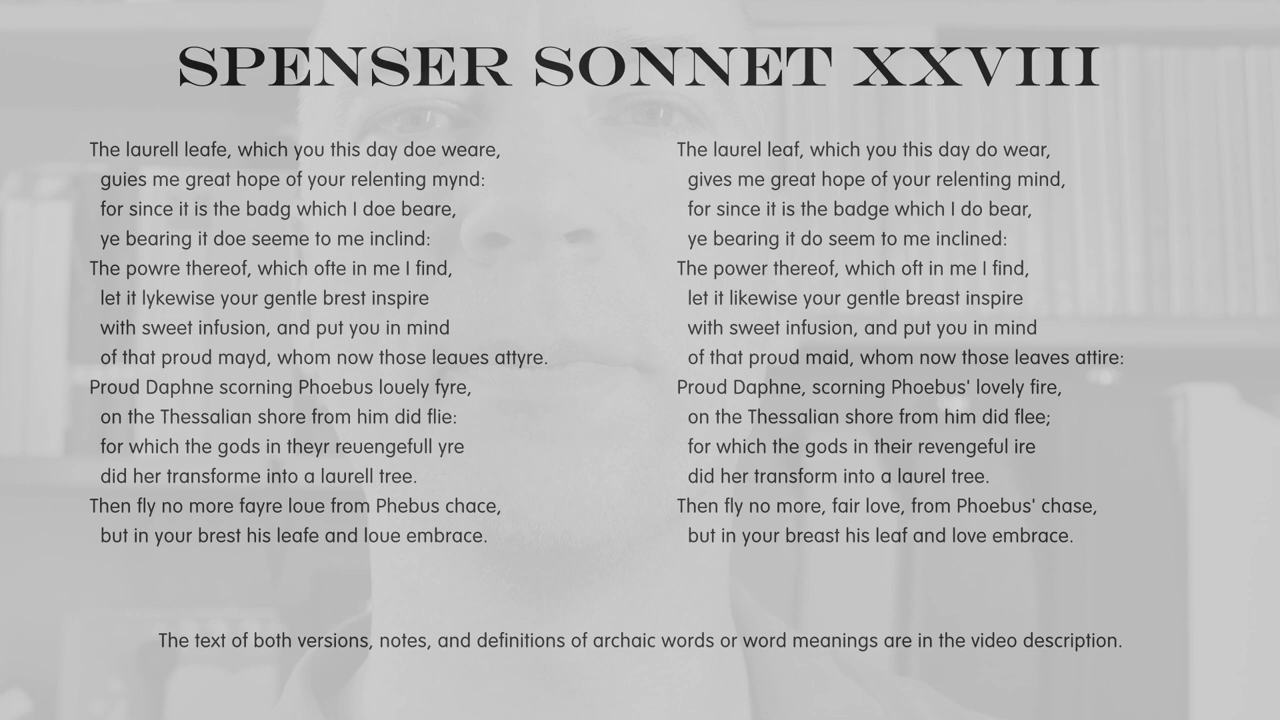 SPENSER SONNET XXVIII
The laurell leafe, which you this day doe weare,
guies me great hope of your relenting mynd:
for since it is the badg which I doe beare,
ye bearing it doe seeme to me inclind:
The powre thereof, which ofte in me I find,
let it lykewise your gentle brest inspire
with sweet infusion, and put you in mind
of that proud mayd, whom now those leaues attyre.
Proud Daphne scorning Phoebus louely fyre,
on the Thessalian shore from him did flie:
for which the gods in theyr reuengefull yre
did her transforme into a laurell tree.
Then fly no more fayre loue from Phebus chace,
but in your brest his leafe and loue embrace.
The laurel leaf, which you this day do wear,
gives me great hope of your relenting mind,
for since it is the badge which I do bear,
ye bearing it do seem to me inclined:
The power thereof, which oft in me I find,
let it likewise your gentle breast inspire
with sweet infusion, and put you in mind
of that proud maid, whom now those leaves attire:
Proud Daphne, scorning Phoebus' lovely fire,
on the Thessalian shore from him did flee;
for which the gods in their revengeful ire
did her transform into a laurel tree.
Then fly no more, fair love, from Phoebus' chase,
but in your breast his leaf and love embrace.
The text of both versions, notes, and definitions of archaic words or word meanings are in the video description.